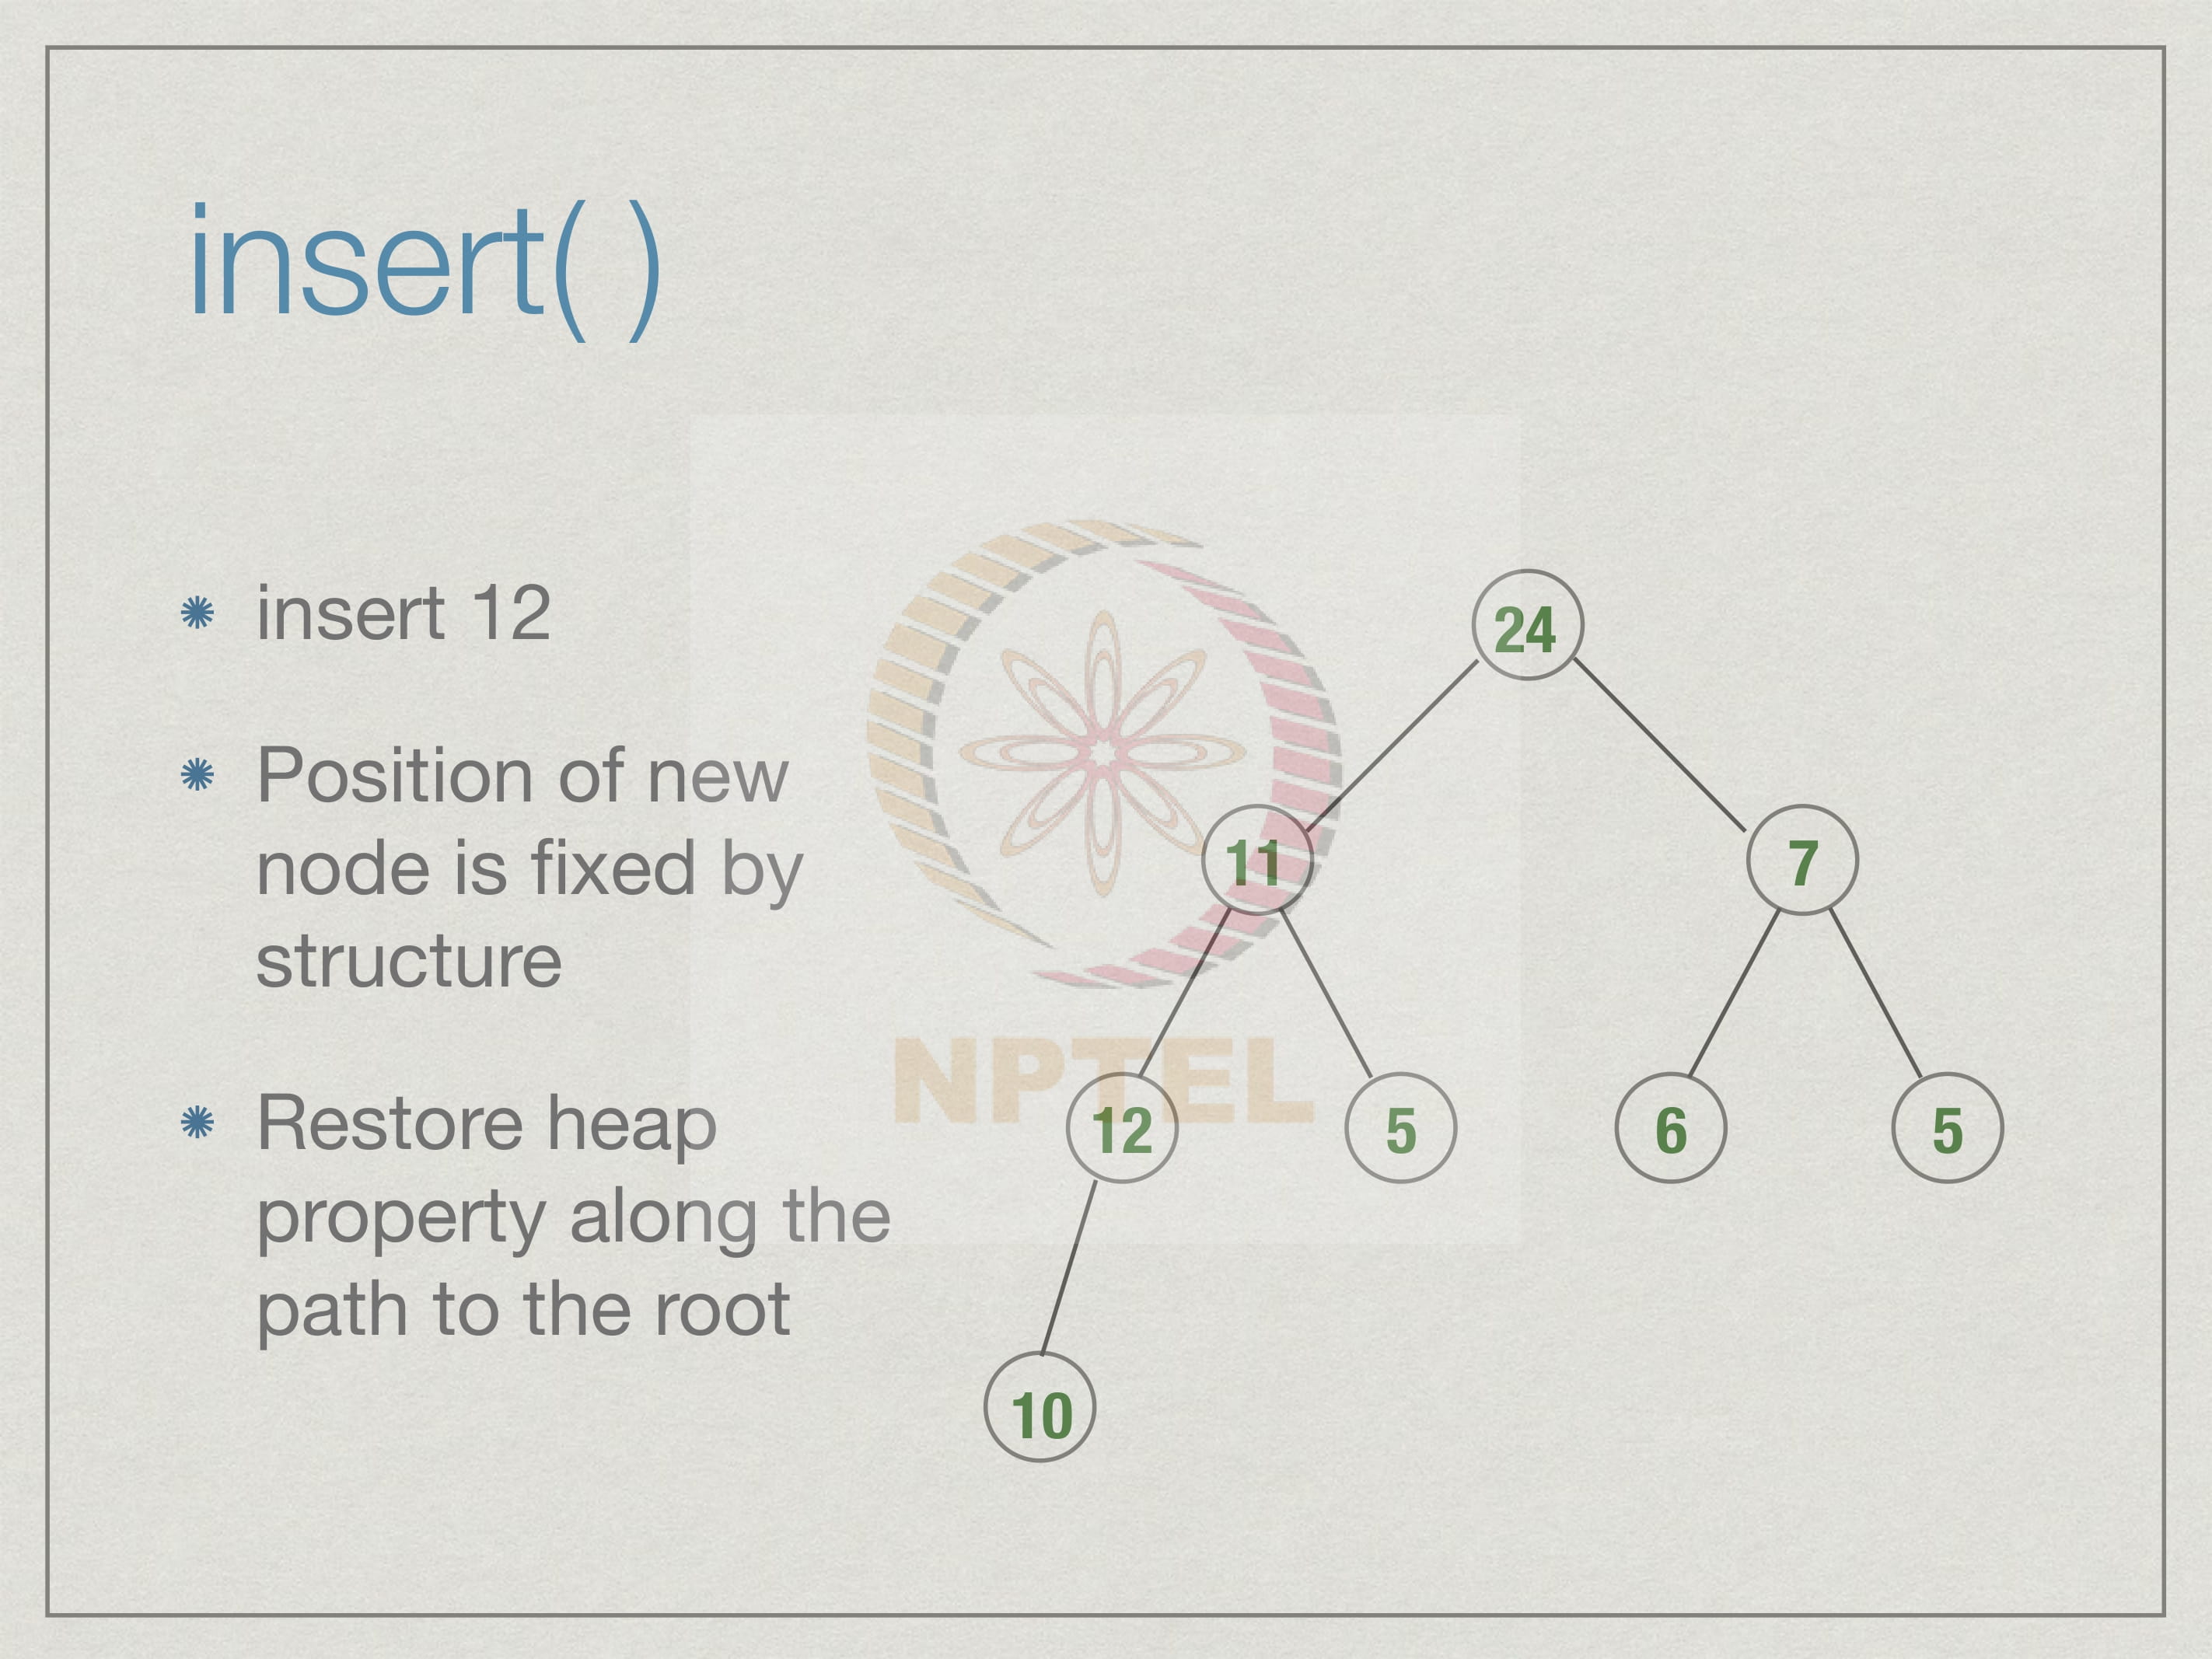 insert( )
insert 12
Position of new
node is fixed by
structure
Restore heap
property along the
path to the root
24
11
7
12
5
6
5
10
NPTEL